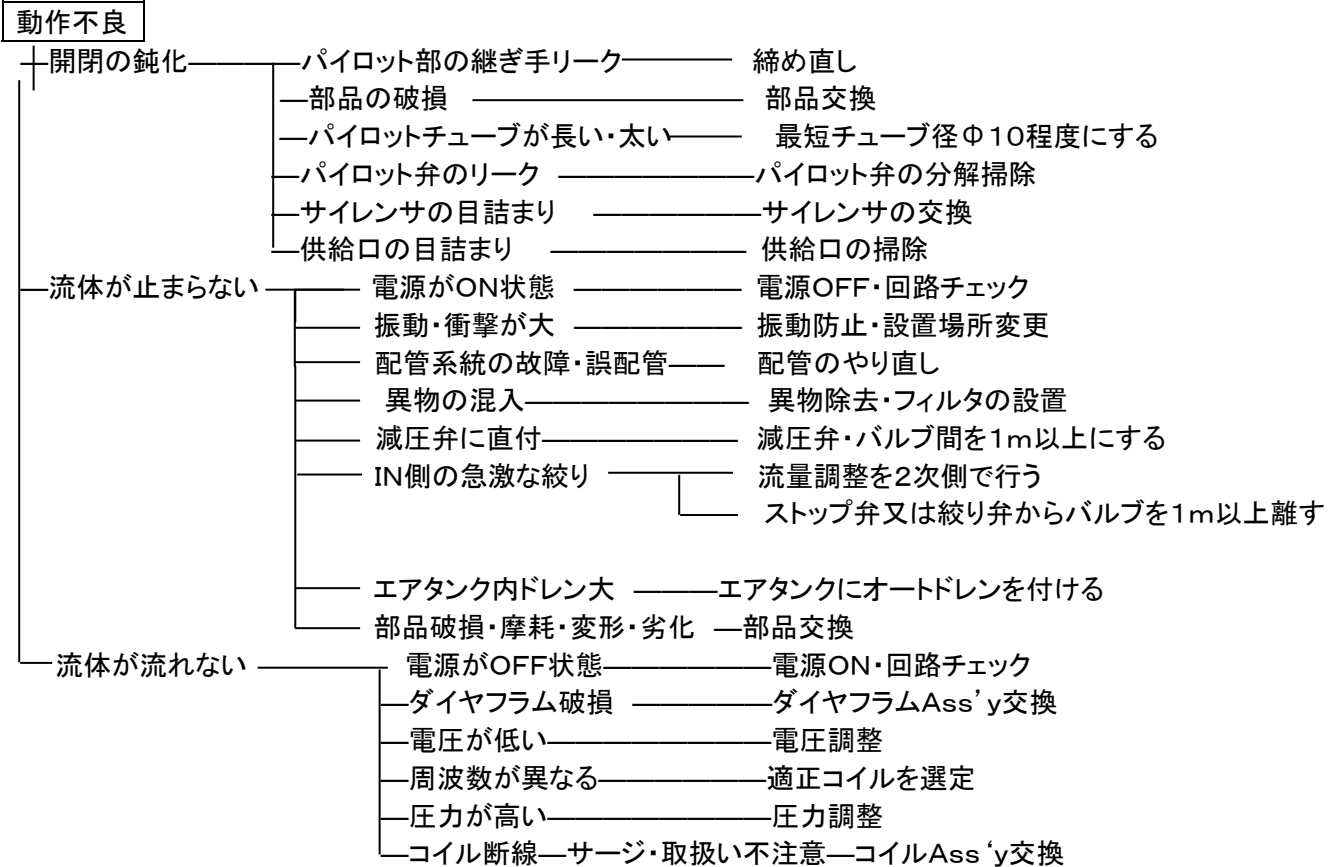 動作不良
開閉の鈍化 パイロット部の継ぎ手リーク 締め直し
部品の破損 部品交換
パイロットチューブが長い・太い 最短チューブ径Φ10程度にする
パイロット弁のリーク パイロット弁の分解掃除
サイレンサの目詰まり サイレンサの交換
供給口の目詰まり 供給口の掃除
流体が止まらない 電源がON状態 電源OFF・回路チェック
振動・衝撃が大 振動防止・設置場所変更
配管系統の故障・誤配管 配管のやり直し
異物の混入 異物除去・フィルタの設置
減圧弁に直付 減圧弁・バルブ間を1m以上にする
IN側の急激な絞り 流量調整を2次側で行う
ストップ弁又は絞り弁からバルブを1m以上離す
エアタンク内ドレン大 エアタンクにオートドレンを付ける
部品破損・摩耗・変形・劣化 部品交換
流体が流れない 電源がOFF状態 電源ON・回路チェック
ダイヤフラム破損 ダイヤフラムAss’y交換
電圧が低い 電圧調整
周波数が異なる 適正コイルを選定
圧力が高い 圧力調整
コイル断線―サージ・取扱い不注意―コイルAss‘y交換